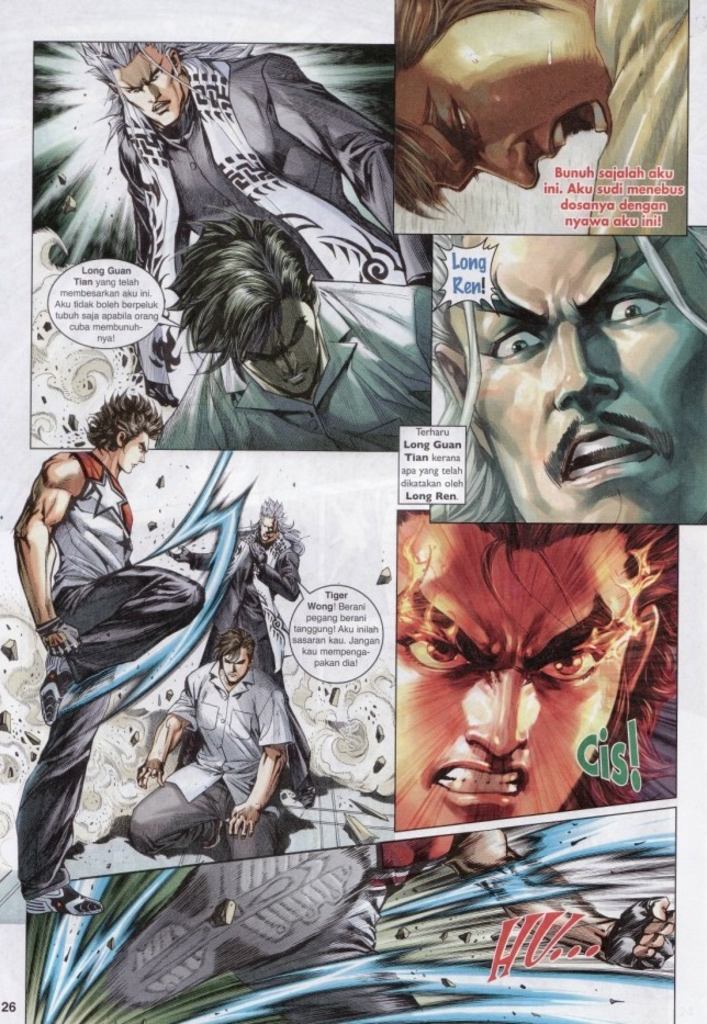 Long Guan
Tian yang telah
membesarkan aku ini.
Aku tidak boleh berpeluk
tubuh saja apabila orang
cuba membunuh-
nya!
Bunuh sajalah aku
ini. Aku sudi menebus
dosanya dengan
nyawa aku ini!
Long
Ren!
Terharu
Long Guan
Tian kerana
apa yang telah
dikatakan oleh
Long Ren.
Tiger
Wong! Berani
pegang berani
tanggung! Aku inilah
sasaran kau. Jangan
kau mempeng-
apakan dia!
Cis!
HU...
26